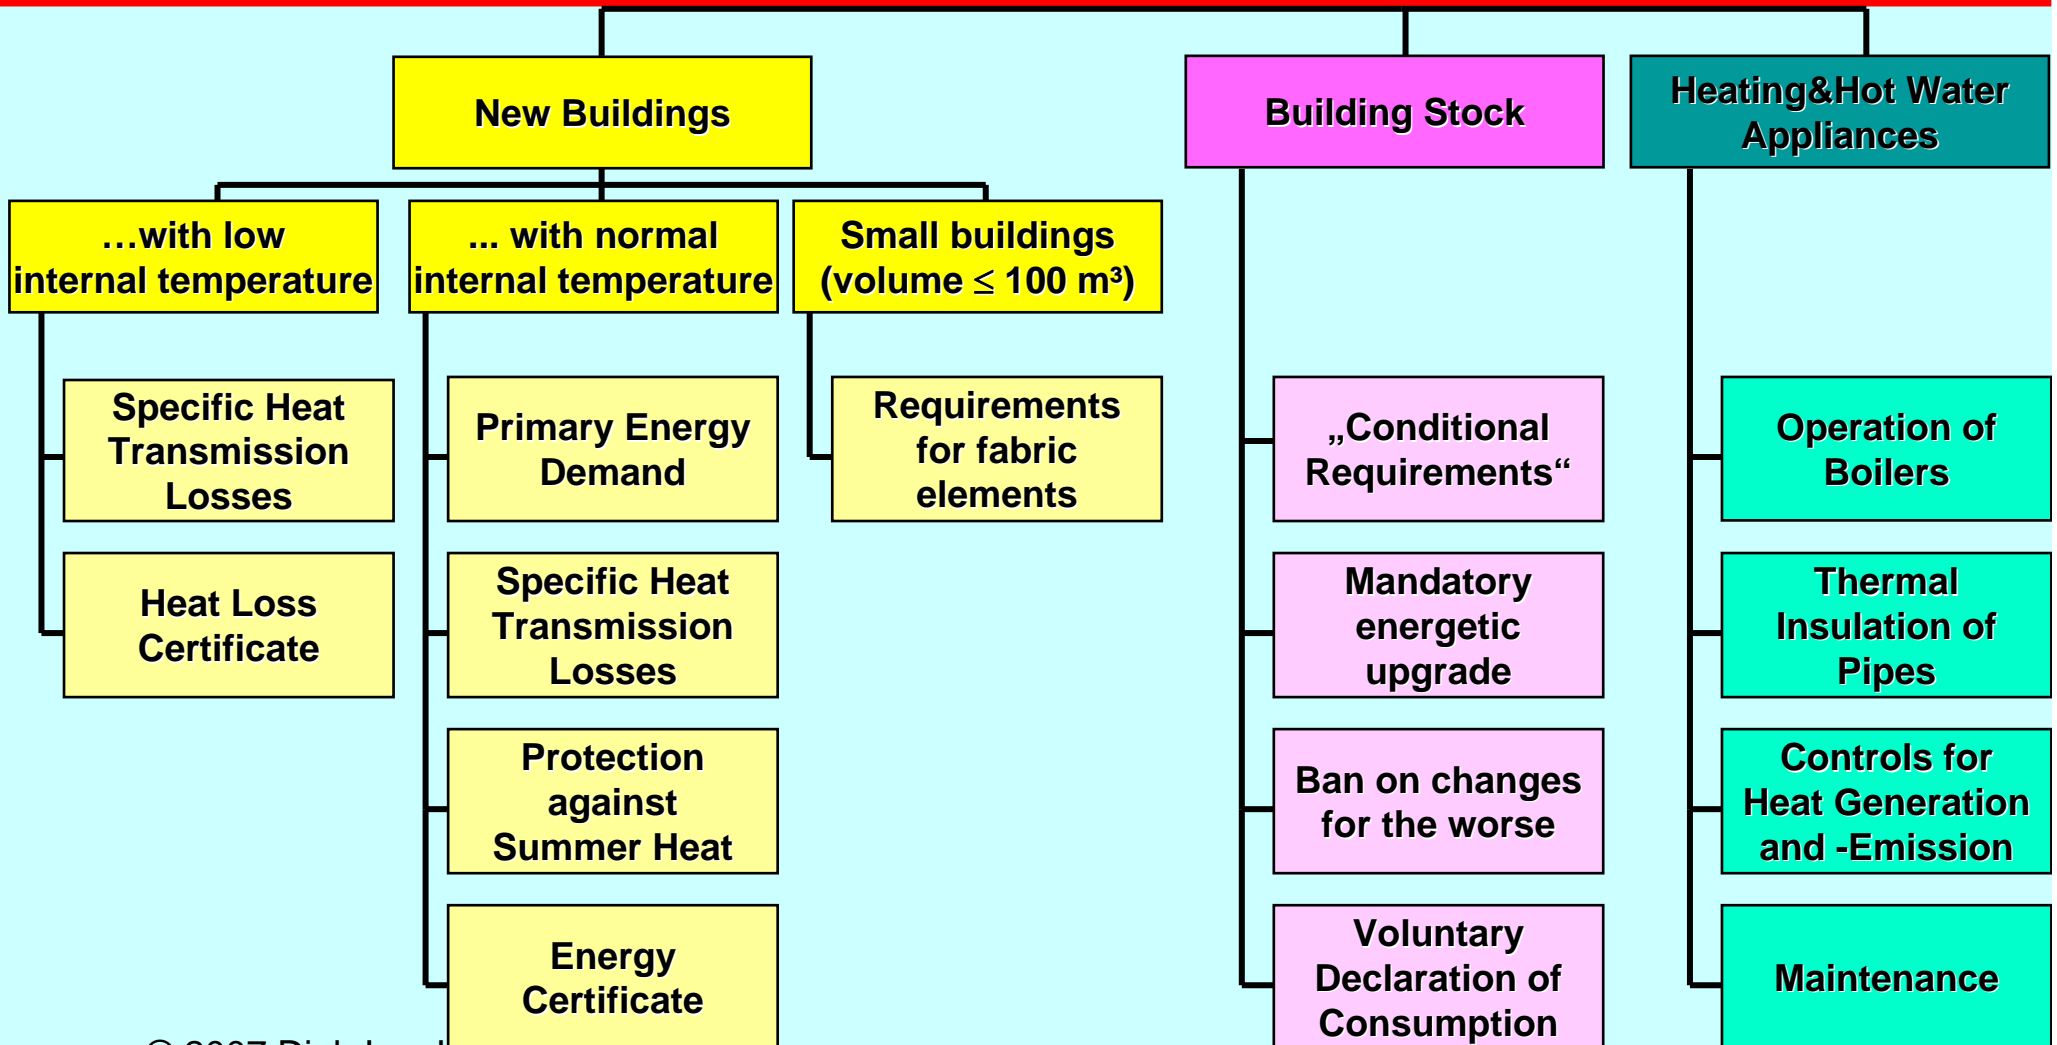 New Buildings
Building Stock
Heating&Hot Water
Appliances
…with low
internal temperature
... with normal
internal temperature
Small buildings
(volume ≤ 100 m³)
Specific Heat
Transmission
Losses
Heat Loss
Certificate
Primary Energy
Demand
Specific Heat
Transmission
Losses
Protection
against
Summer Heat
Energy
Certificate
Requirements
for fabric
elements
„Conditional
Requirements“
Mandatory
energetic
upgrade
Ban on changes
for the worse
Voluntary
Declaration of
Consumption
Operation of
Boilers
Thermal
Insulation of
Pipes
Controls for
Heat Generation
and -Emission
Maintenance
© 2007